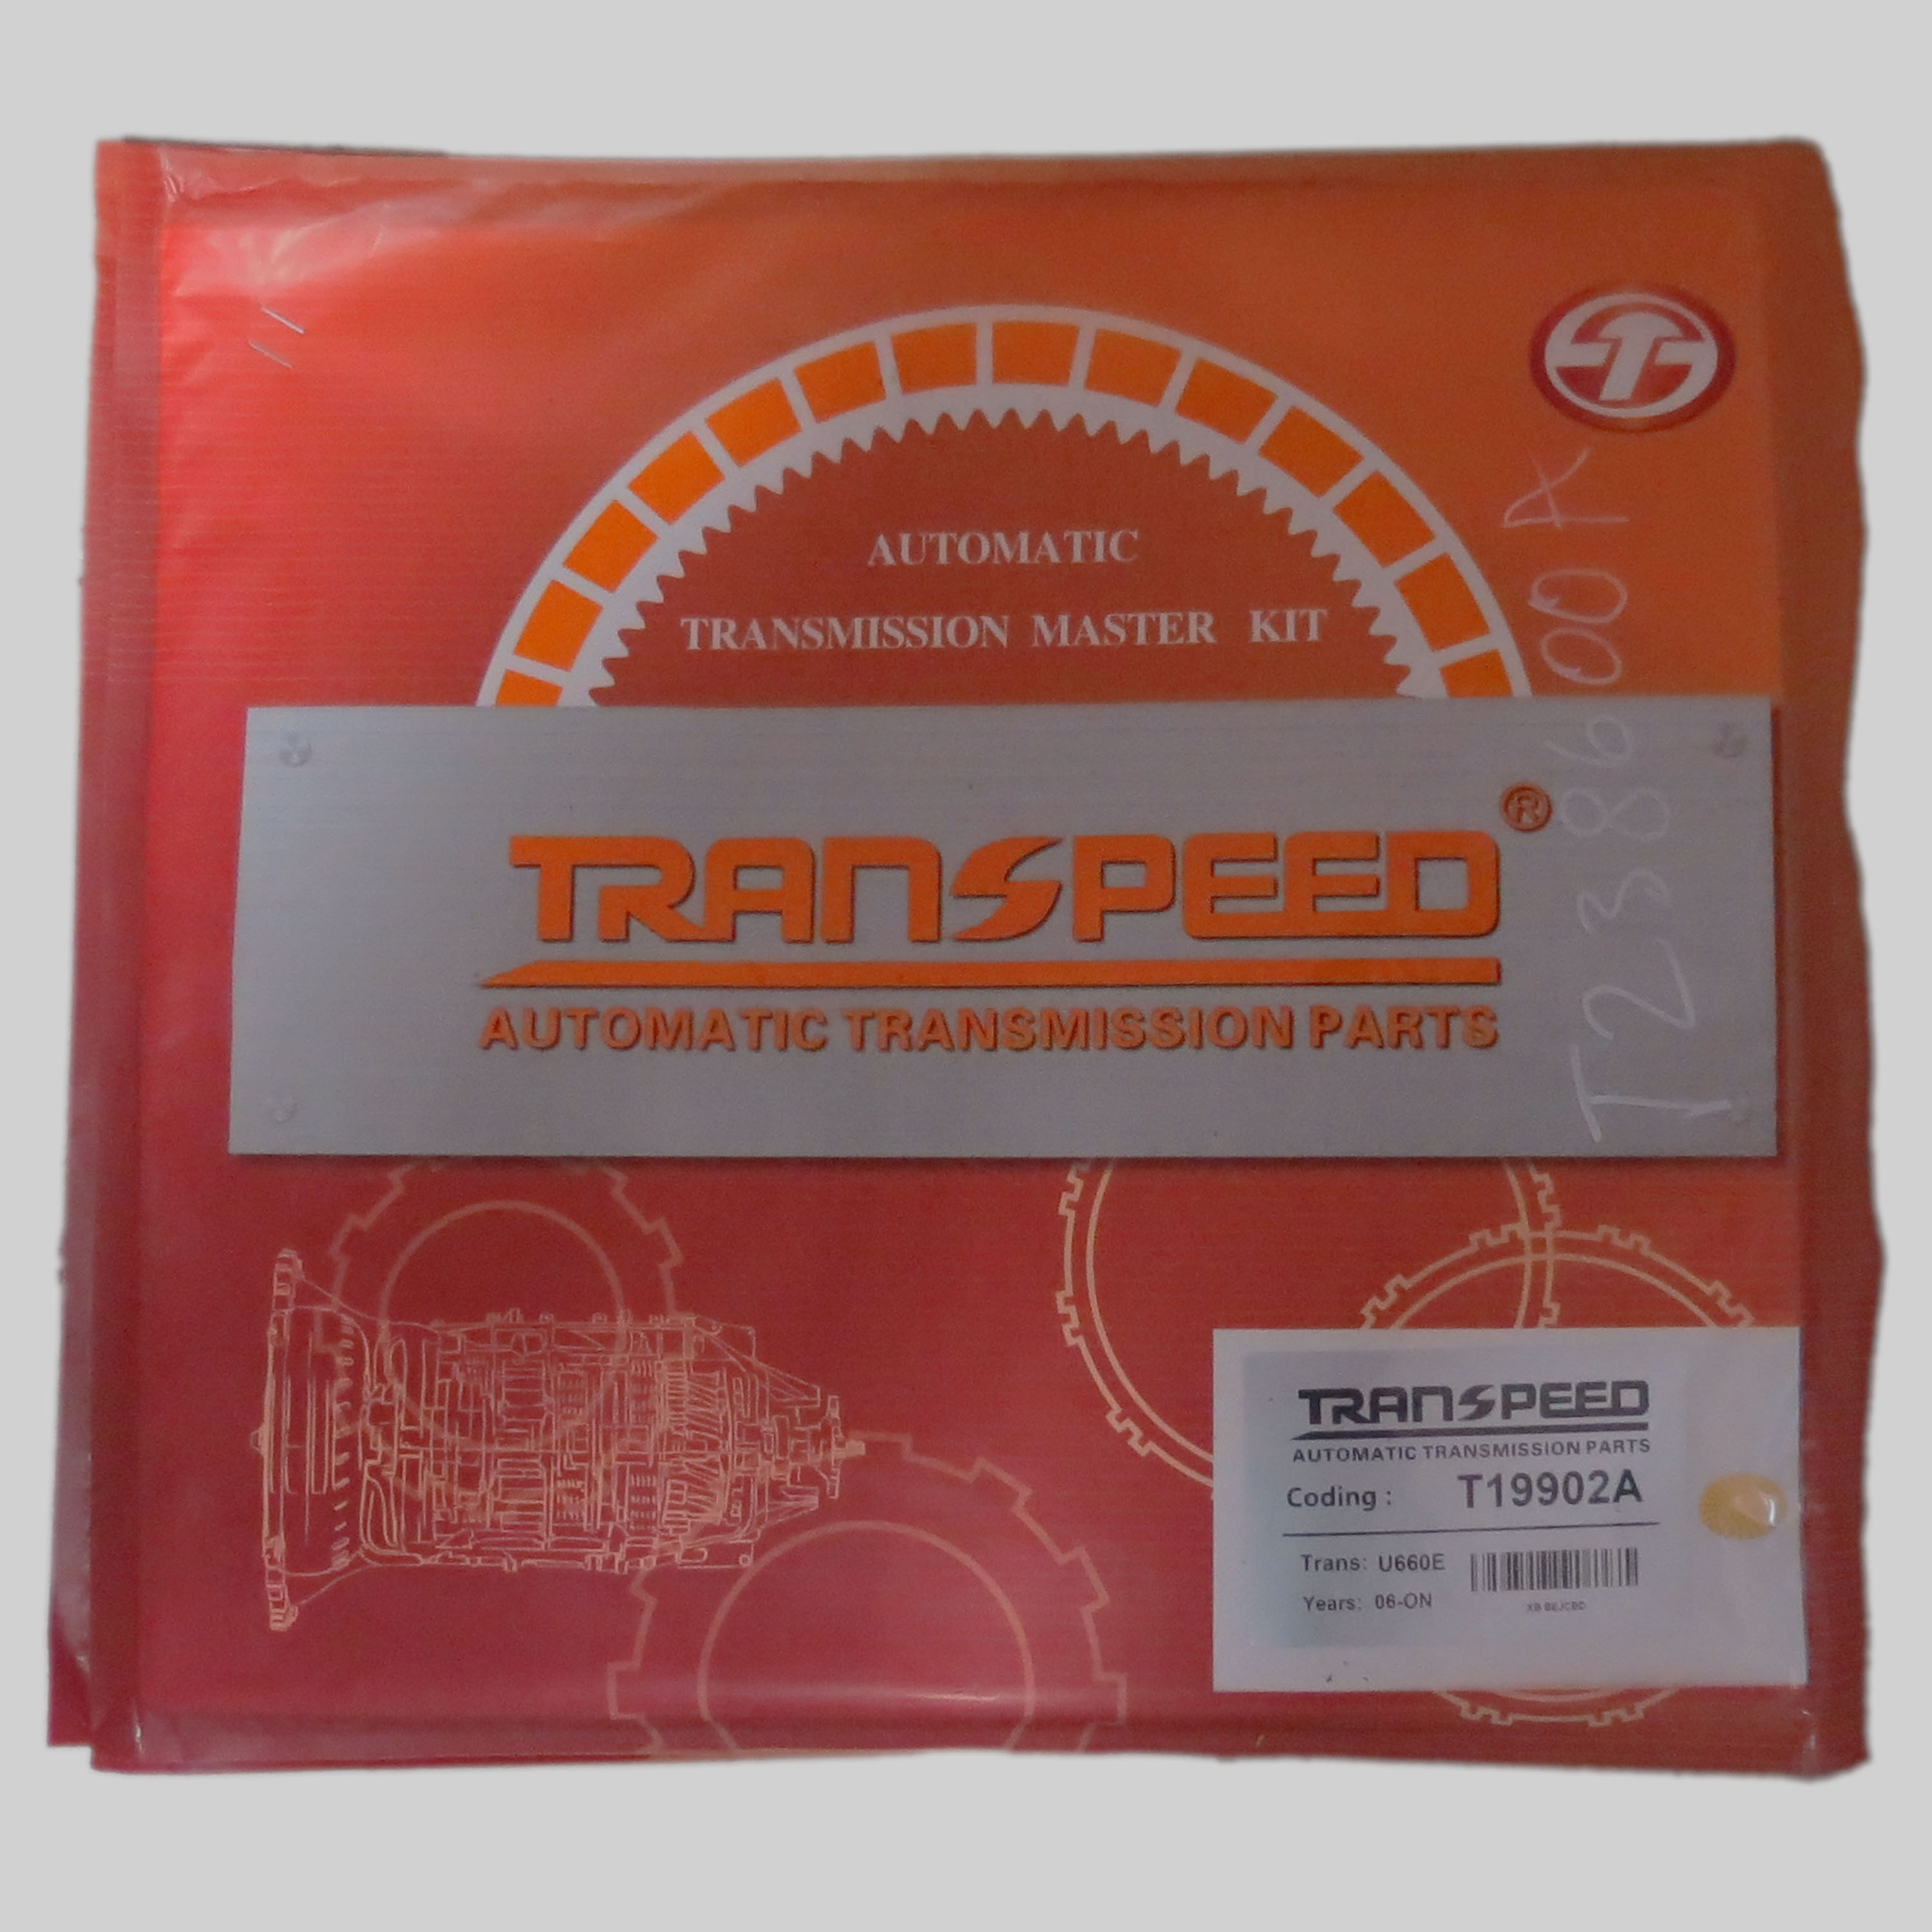 AUTOMATIC
TRANSMISSION MASTER KIT
TRANSPEED®
AUTOMATIC TRANSMISSION PARTS
T238600A
TRANSPEED
AUTOMATIC TRANSMISSION PARTS
Coding : T19902A
Trans: U660E
Years: 06-ON